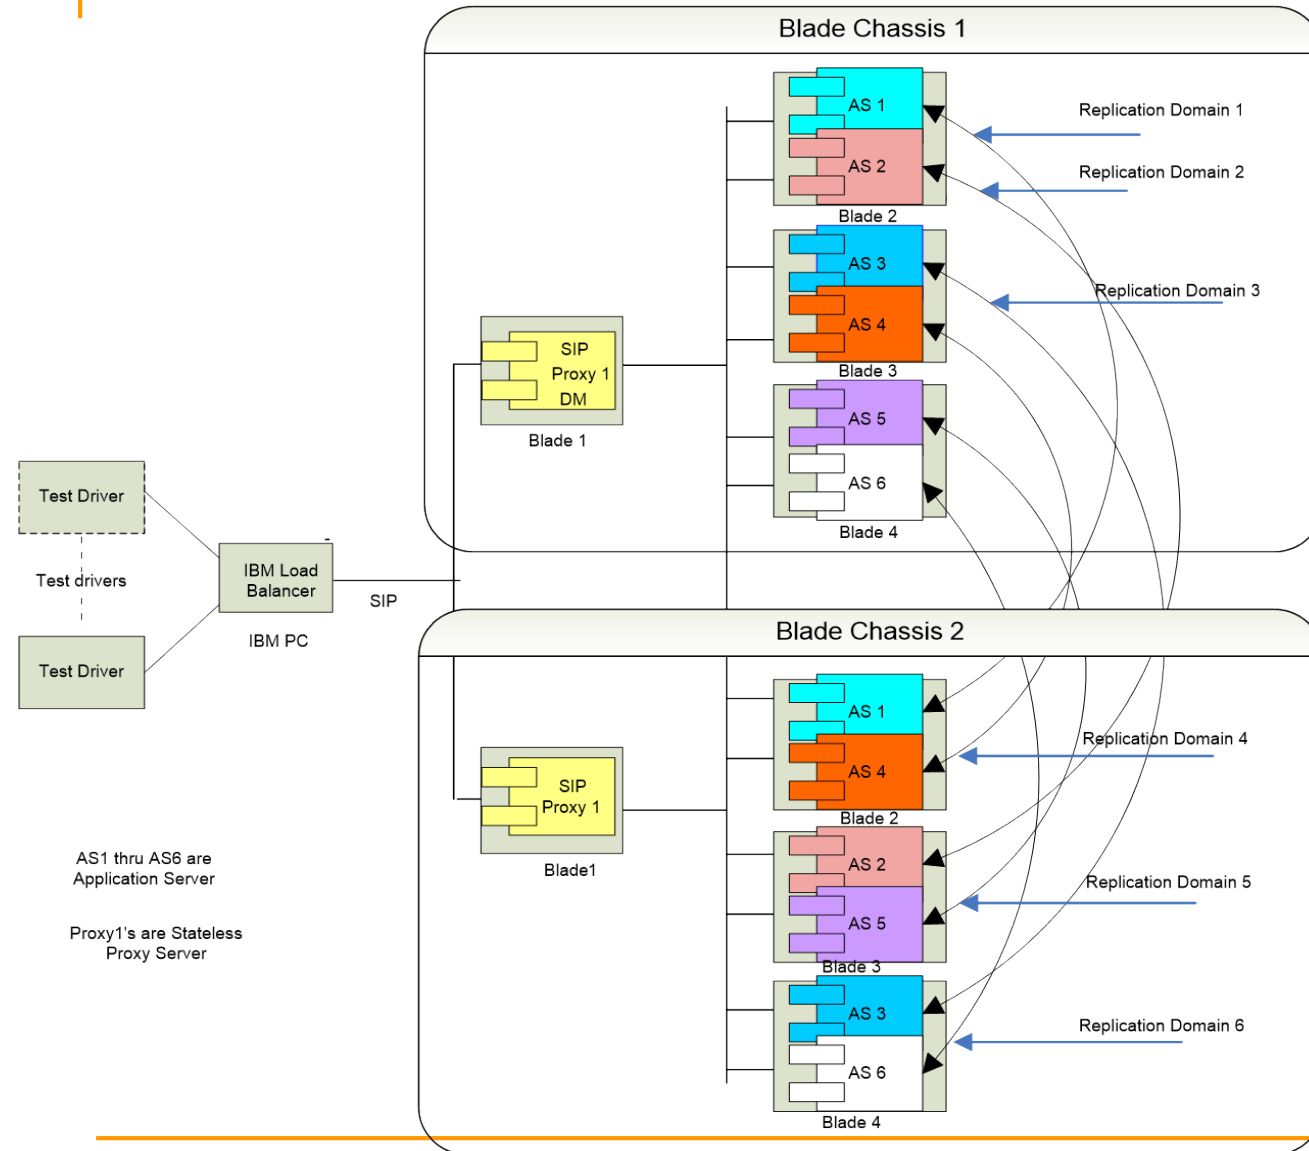 Blade Chassis 1
AS 1
AS 2
Blade 2
Replication Domain 1
Replication Domain 2
AS 3
AS 4
Blade 3
Replication Domain 3
SIP
Proxy 1
DM
Blade 1
AS 5
AS 6
Blade 4
Test Driver
Test drivers
Test Driver
IBM Load
Balancer
-
IBM PC
SIP
Blade Chassis 2
AS 1
AS 4
Blade 2
Replication Domain 4
SIP
Proxy 1
Blade1
AS 2
AS 5
Blade 3
Replication Domain 5
AS 3
AS 6
Blade 4
Replication Domain 6
AS1 thru AS6 are
Application Server
Proxy1's are Stateless
Proxy Server